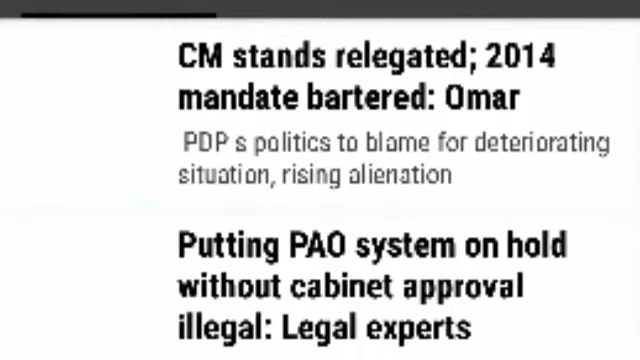 CM stands relegated; 2014
mandate bartered: Omar
PDP s politics to blame for deteriorating
situation, rising alienation
Putting PAO system on hold
without cabinet approval
illegal: Legal experts